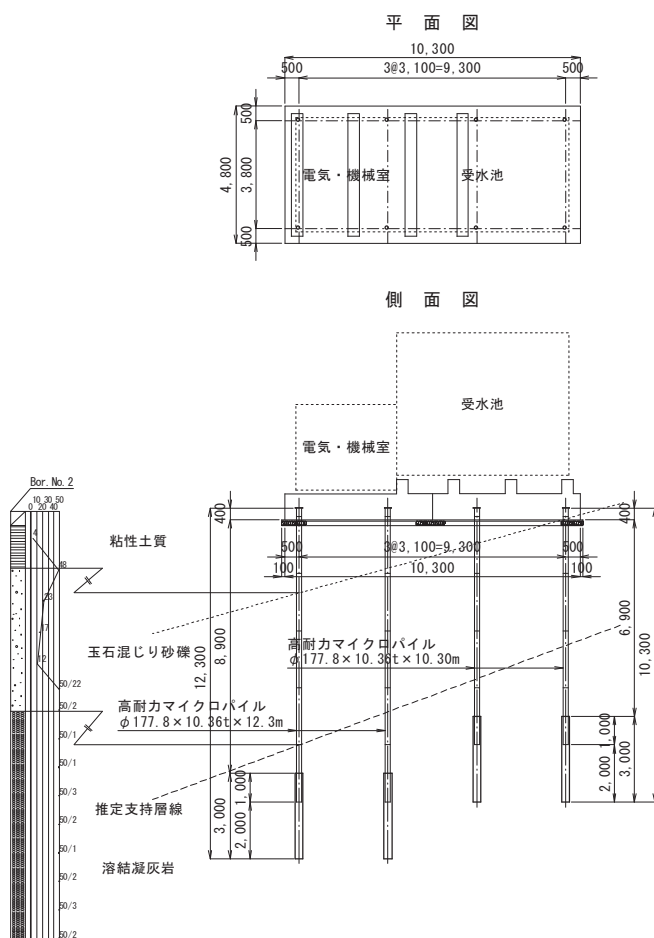 平面図
10,300
500
3@3,100=9,300
500
500
4,800
3,800
500
電気・機械室
受水池
側面図
受水池
電気・機械室
Bor. No. 2
10 30 50
0 20 40
4
48
23
17
12
50/22
50/2
50/1
50/1
50/3
50/2
50/1
50/2
50/3
50/2
粘性土質
玉石混じり砂礫
推定支持層線
溶結凝灰岩
400
400
500
3@3,100=9,300
500
100
10,300
100
12,300
8,900
6,900
10,300
高耐力マイクロパイル
φ177.8×10.36t×10.30m
高耐力マイクロパイル
φ177.8×10.36t×12.3m
3,000
2,000
1,000
2,000
1,000
3,000